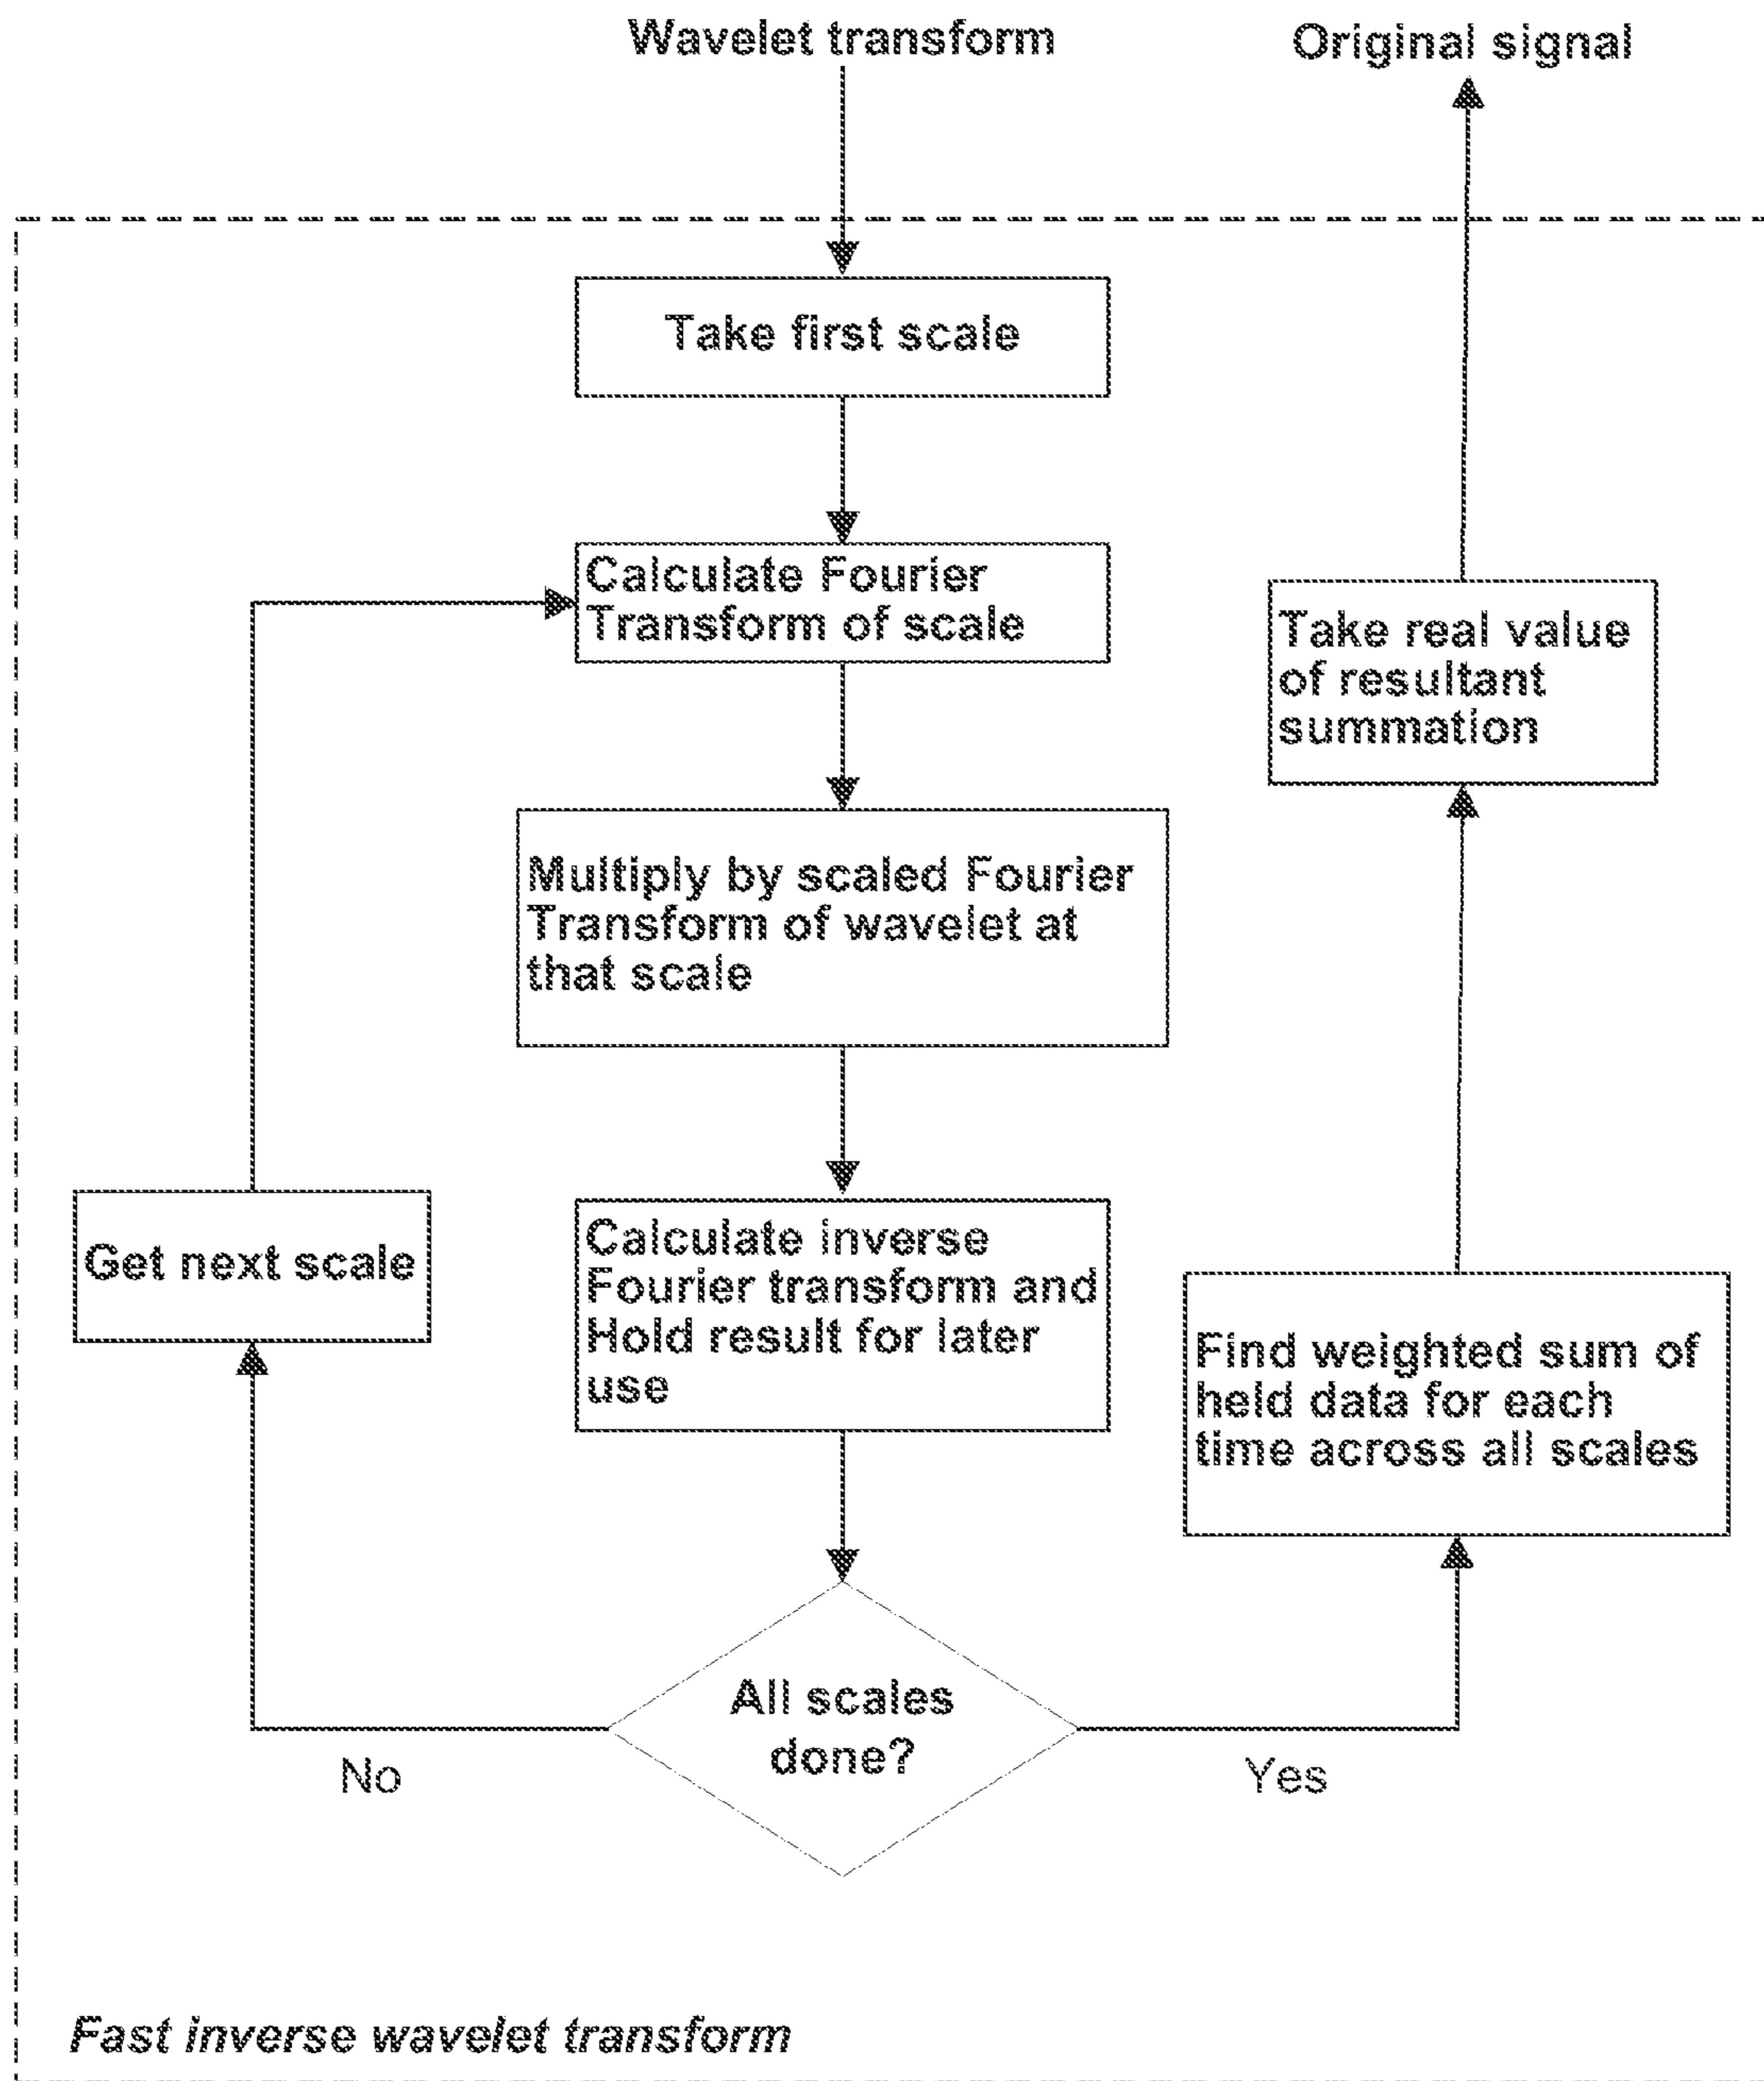 Wavelet transform
Original signal
Take first scale
Calculate Fourier
Transform of scale
Take real value
of resultant
summation
Multiply by scaled Fourier
Transform of wavelet at
that scale
Get next scale
Calculate inverse
Fourier transform and
Hold result for later
use
Find weighted sum of
held data for each
time across all scales
All scales
done?
No
Yes
Fast inverse wavelet transform